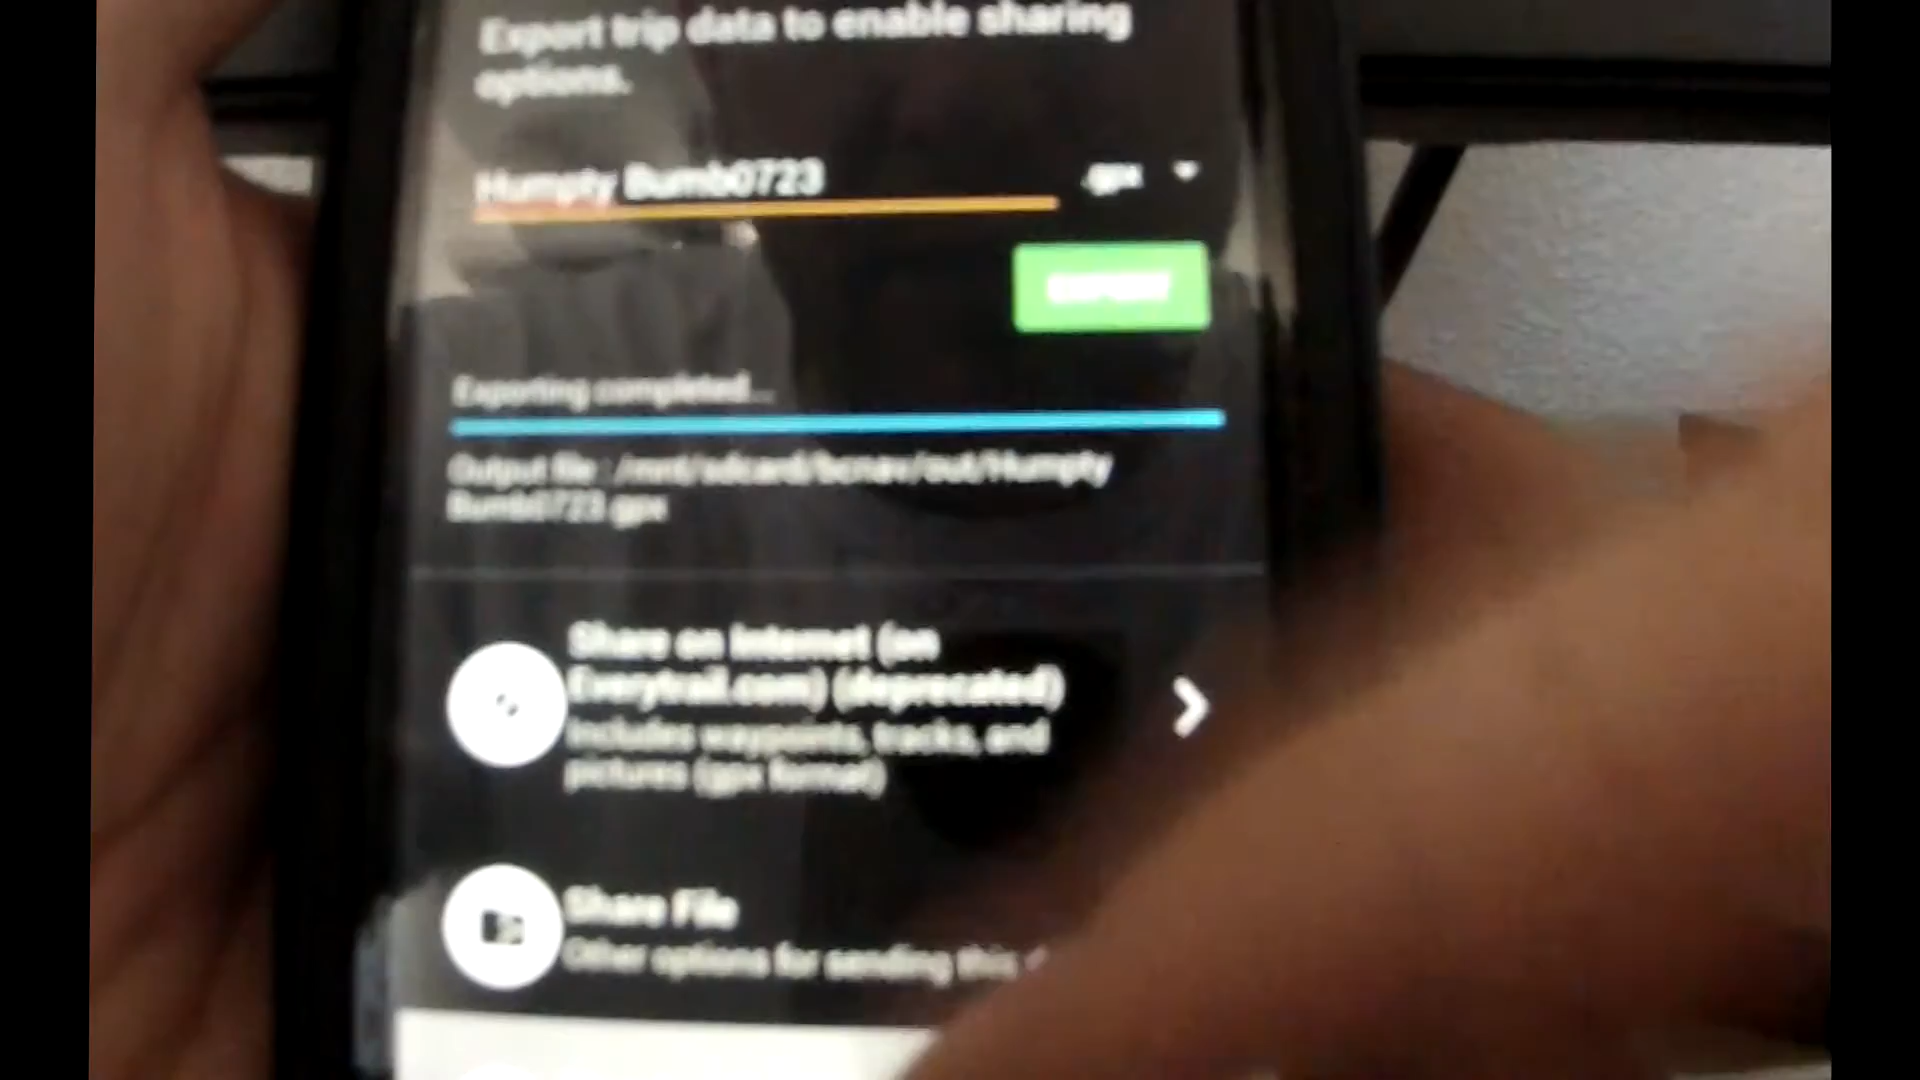 Export trip data to enable sharing
options.
Humpty Bumb0723 .gpx
EXPORT
Exporting completed...
Output file : /mnt/sdcard/bcnav/out/Humpty
Bumb0723.gpx
Share on Internet (on
Everytrail.com) (deprecated)
Includes waypoints, tracks, and
pictures (gpx format)
Share File
Other options for sending this